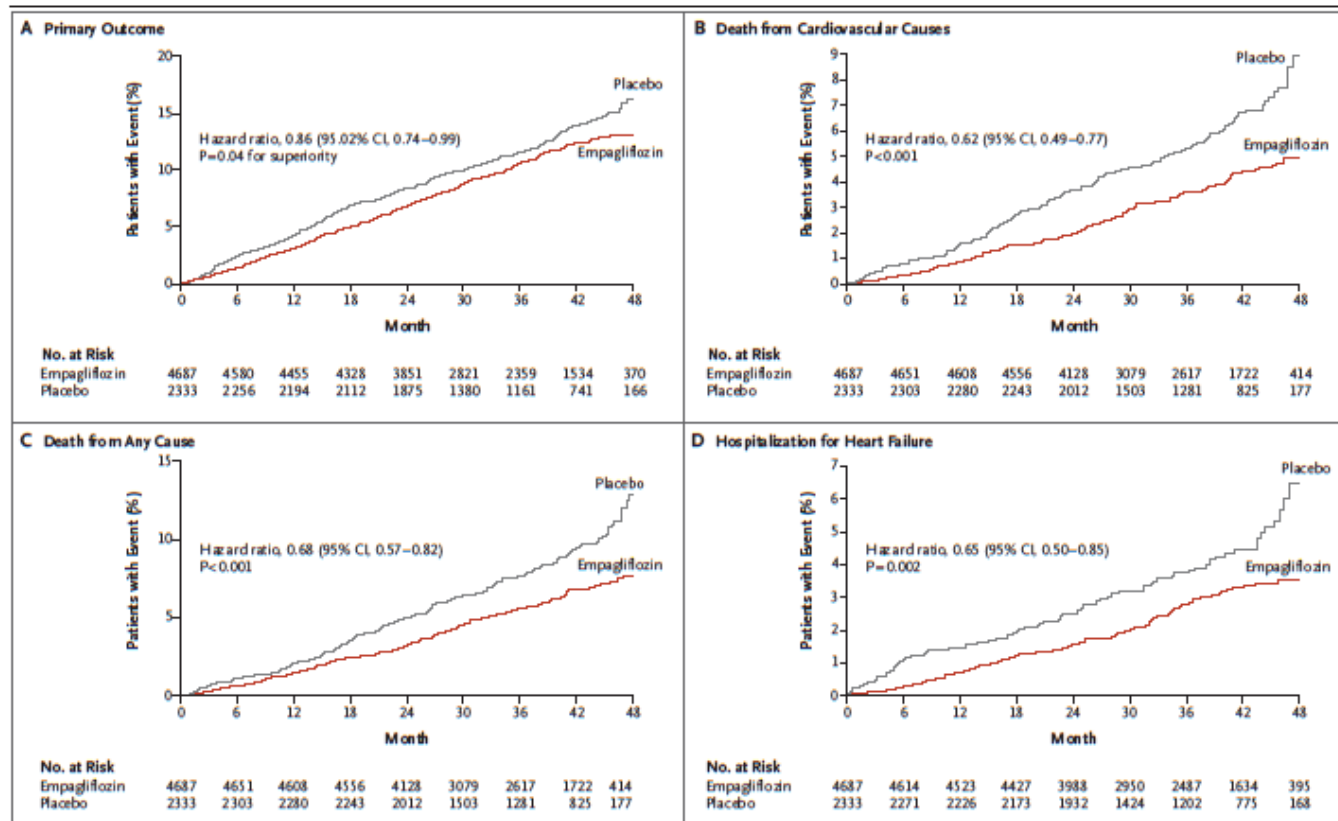 A Primary Outcome
20
15
10
5
0
Patients with Event (%)
Placebo
Hazard ratio, 0.86 (95.02% CI, 0.74–0.99)
P=0.04 for superiority
Empagliflozin
0 6 12 18 24 30 36 42 48
Month
No. at Risk
Empagliflozin 4687 4580 4455 4328 3851 2821 2359 1534 370
Placebo 2333 2256 2194 2112 1875 1380 1161 741 166
B Death from Cardiovascular Causes
9
8
7
6
5
4
3
2
1
0
Patients with Event (%)
Placebo
Hazard ratio, 0.62 (95% CI, 0.49–0.77)
P<0.001
Empagliflozin
0 6 12 18 24 30 36 42 48
Month
No. at Risk
Empagliflozin 4687 4651 4608 4556 4128 3079 2617 1722 414
Placebo 2333 2303 2280 2243 2012 1503 1281 825 177
C Death from Any Cause
15
10
5
0
Patients with Event (%)
Placebo
Hazard ratio, 0.68 (95% CI, 0.57–0.82)
P<0.001
Empagliflozin
0 6 12 18 24 30 36 42 48
Month
No. at Risk
Empagliflozin 4687 4651 4608 4556 4128 3079 2617 1722 414
Placebo 2333 2303 2280 2243 2012 1503 1281 825 177
D Hospitalization for Heart Failure
7
6
5
4
3
2
1
0
Patients with Event (%)
Placebo
Hazard ratio, 0.65 (95% CI, 0.50–0.85)
P=0.002
Empagliflozin
0 6 12 18 24 30 36 42 48
Month
No. at Risk
Empagliflozin 4687 4614 4523 4427 3988 2950 2487 1634 395
Placebo 2333 2271 2226 2173 1932 1424 1202 775 168